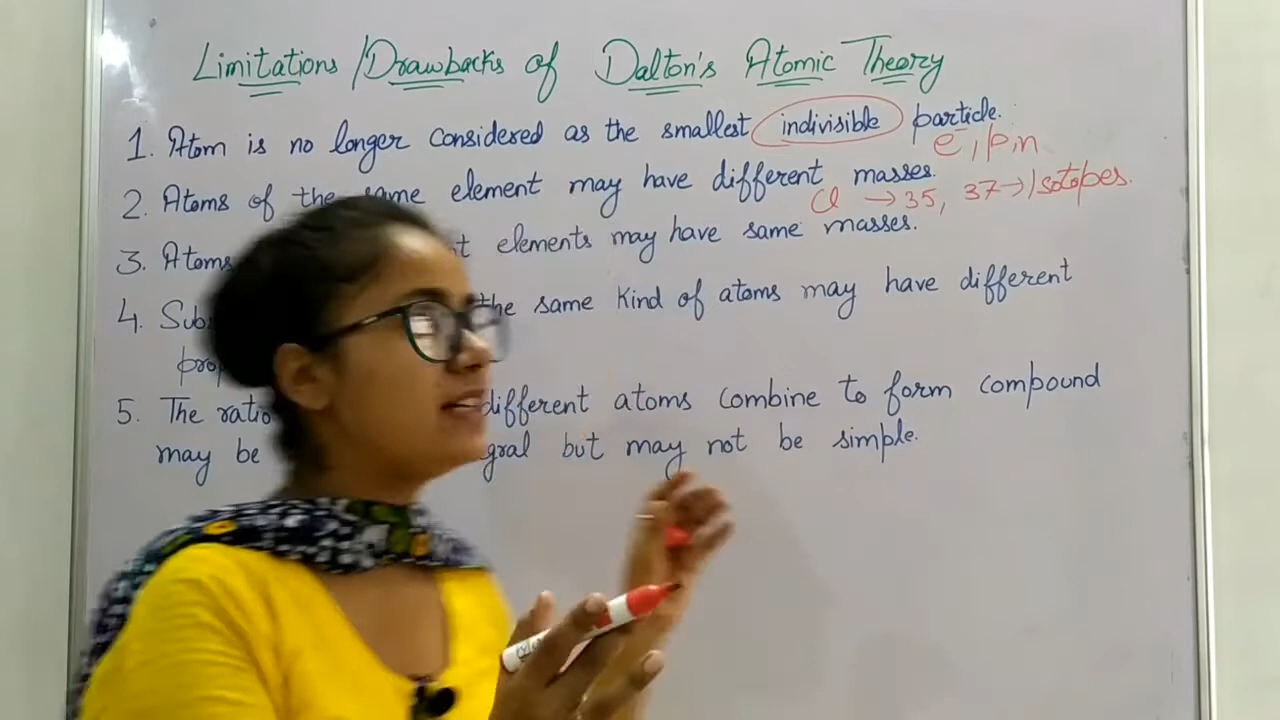 Limitations / Drawbacks of Dalton's Atomic Theory
1. Atom is no longer considered as the smallest indivisible particle.
e⁻, p, n
2. Atoms of the same element may have different masses.
Cl → 35, 37 → Isotopes.
3. Atoms elements may have same masses.
4. the same kind of atoms may have different
5. The ratio different atoms combine to form compound
may be but may not be simple.